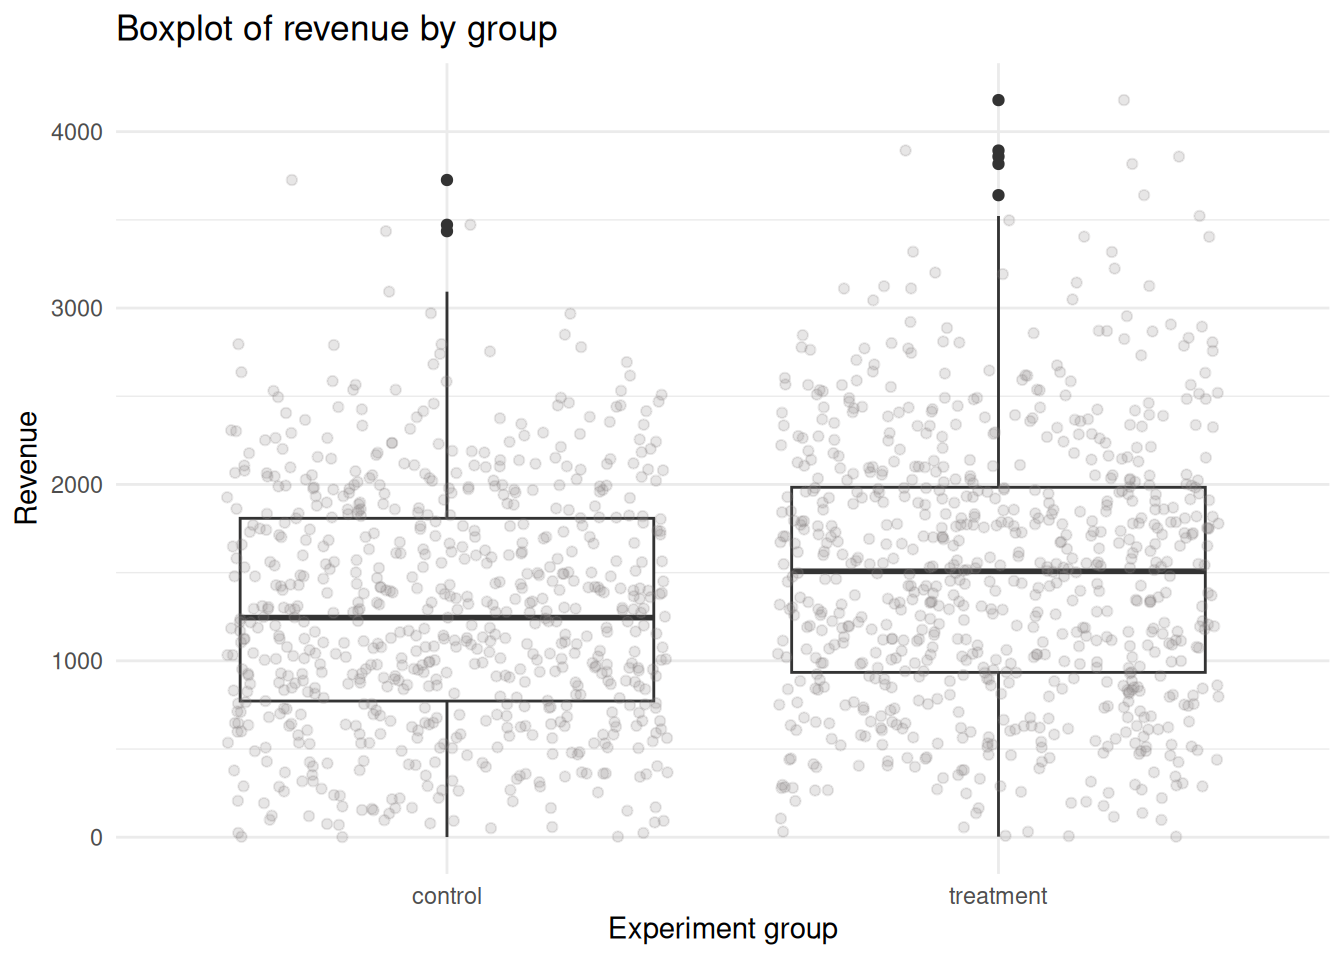 Boxplot of revenue by group
4000
3000
2000
1000
0
Revenue
control treatment
Experiment group